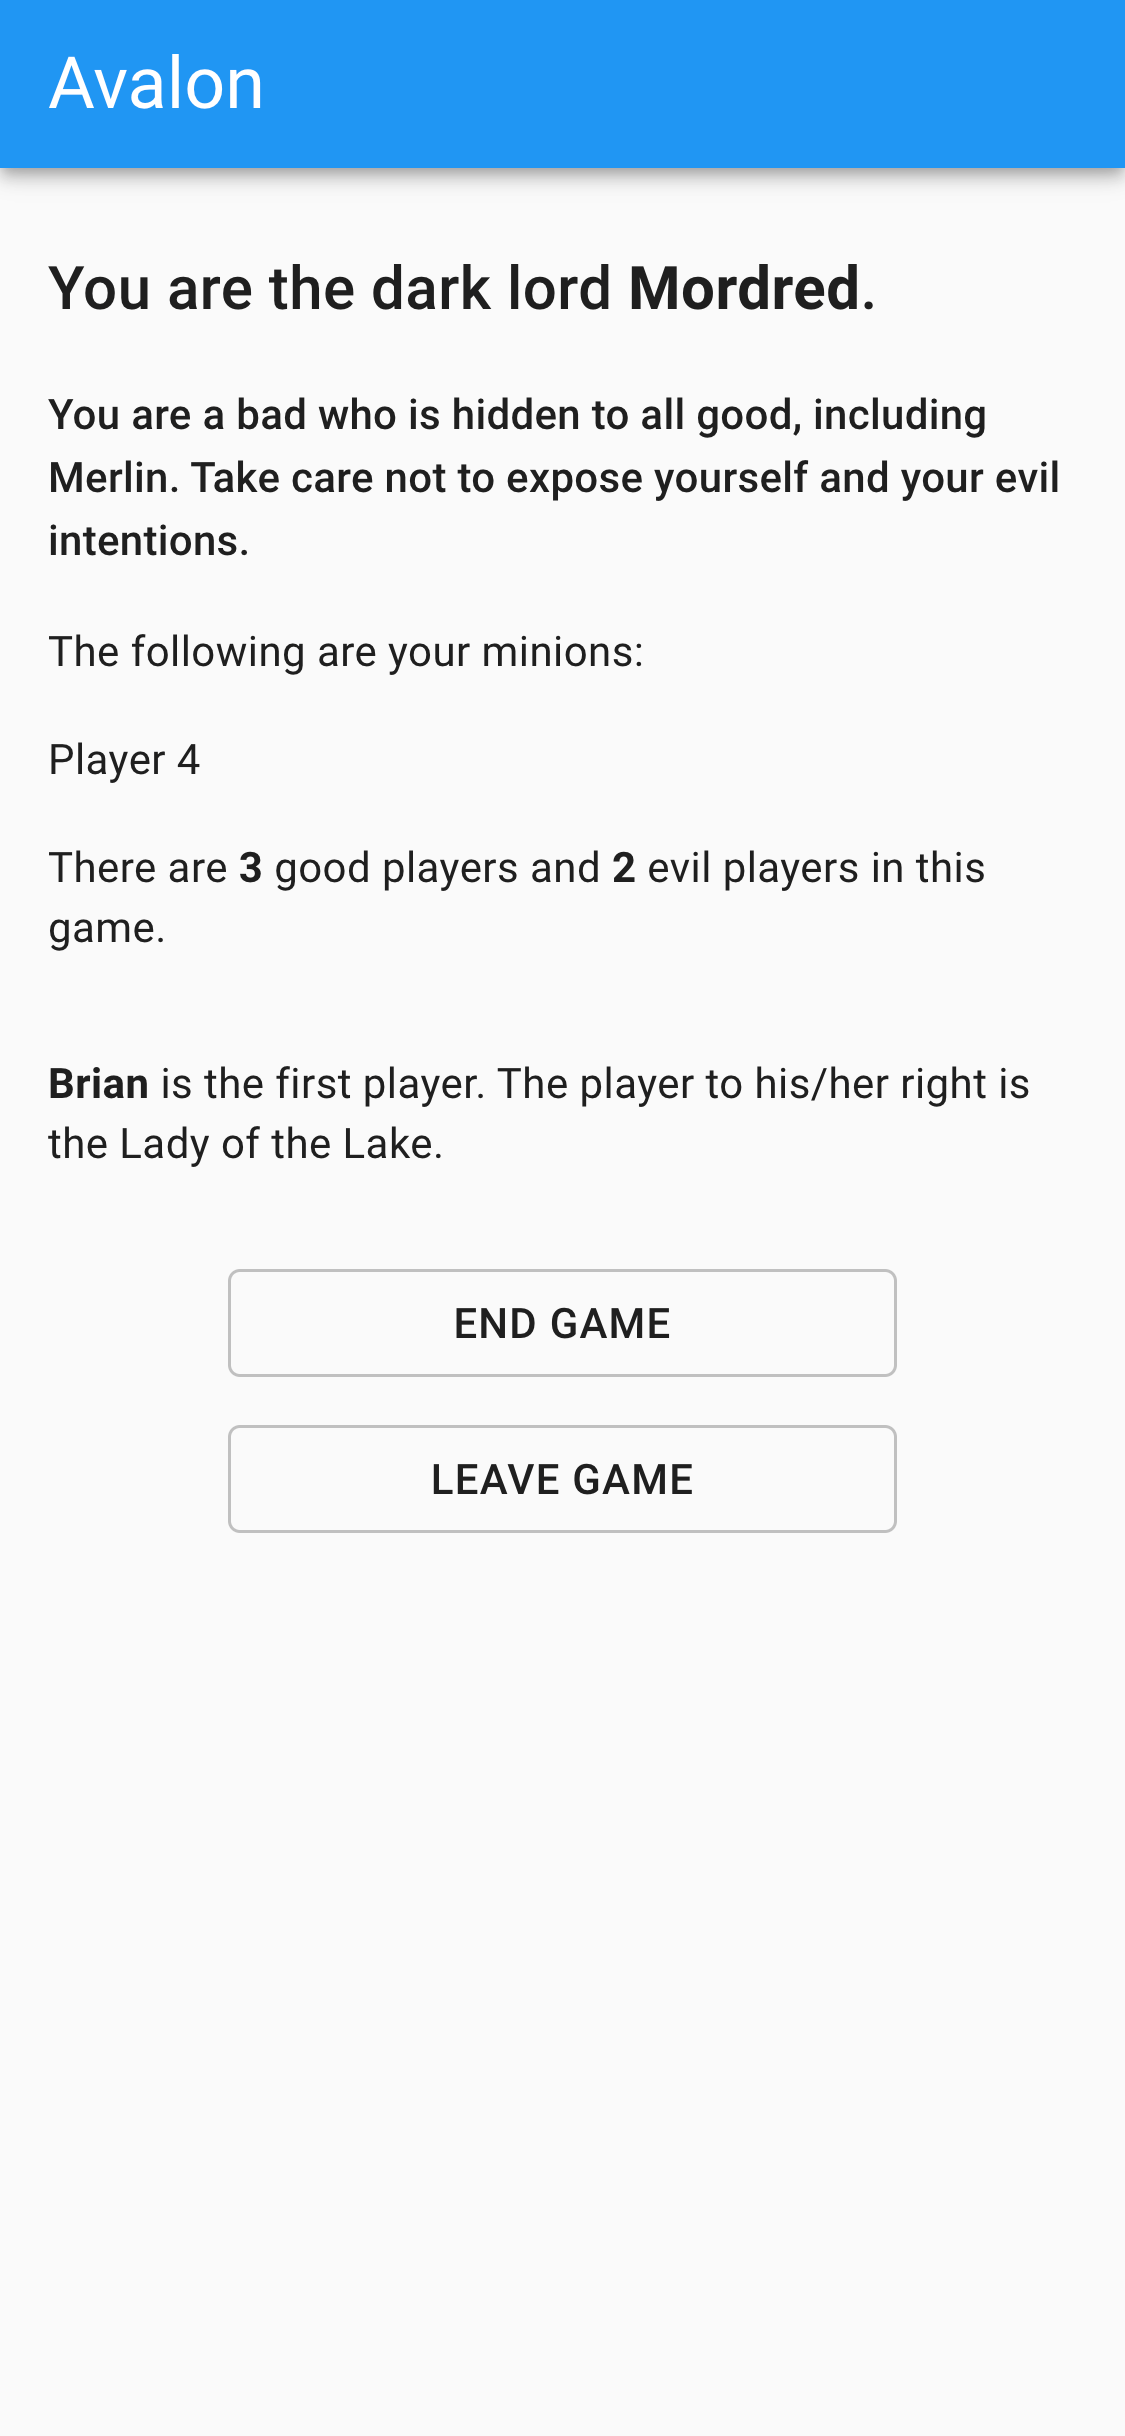 Avalon
You are the dark lord Mordred.
You are a bad who is hidden to all good, including
Merlin. Take care not to expose yourself and your evil
intentions.
The following are your minions:
Player 4
There are 3 good players and 2 evil players in this
game.
Brian is the first player. The player to his/her right is
the Lady of the Lake.
END GAME
LEAVE GAME